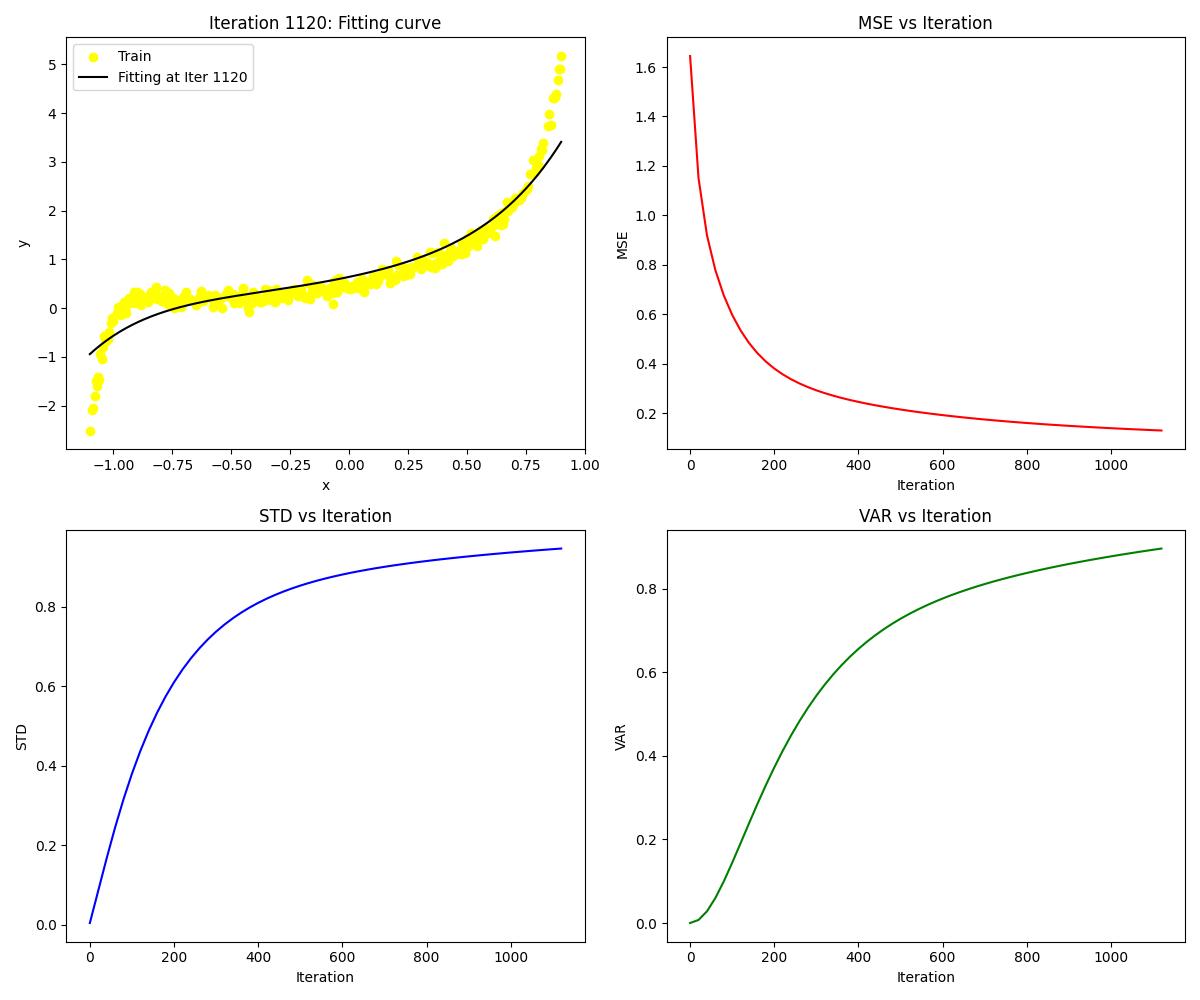 Iteration 1120: Fitting curve
Train
Fitting at Iter 1120
5
4
3
2
1
0
−1
−2
y
−1.00 −0.75 −0.50 −0.25 0.00 0.25 0.50 0.75 1.00
x
MSE vs Iteration
1.6
1.4
1.2
1.0
0.8
0.6
0.4
0.2
MSE
0 200 400 600 800 1000
Iteration
STD vs Iteration
0.8
0.6
0.4
0.2
0.0
STD
0 200 400 600 800 1000
Iteration
VAR vs Iteration
0.8
0.6
0.4
0.2
0.0
VAR
0 200 400 600 800 1000
Iteration